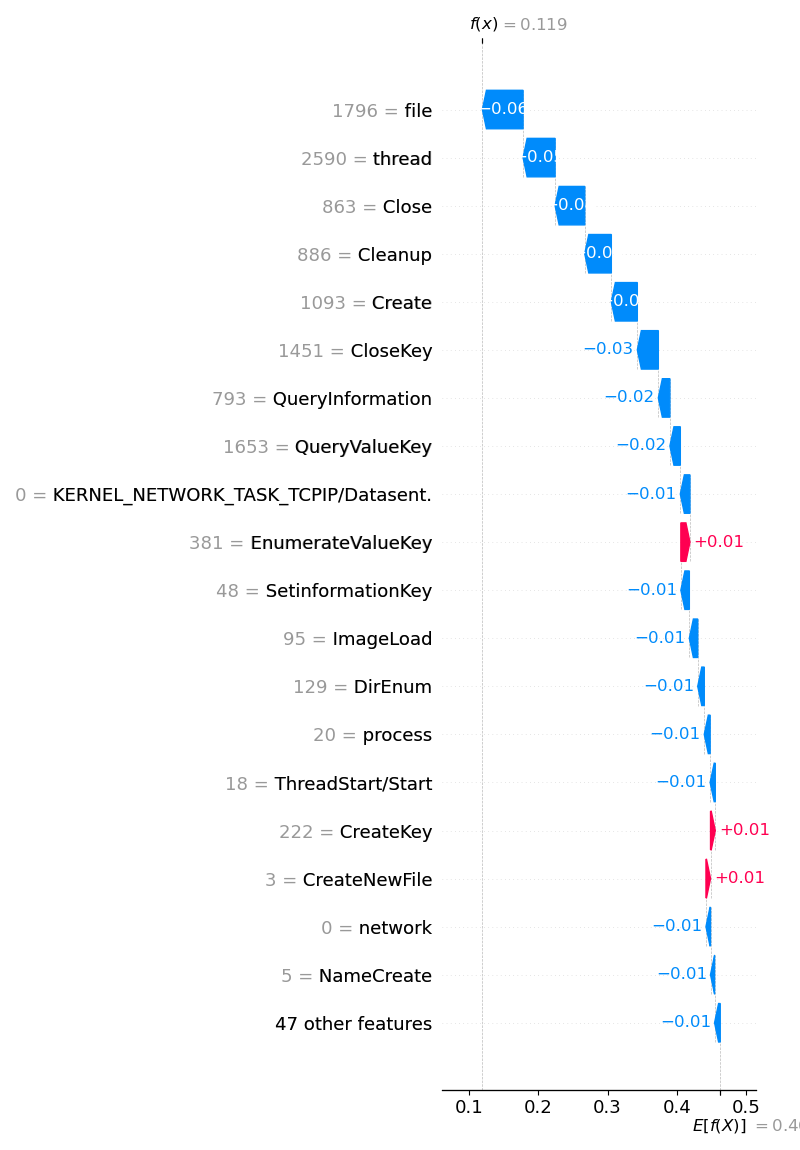 f(x) = 0.119
1796 = file −0.06
2590 = thread
863 = Close
886 = Cleanup
1093 = Create
1451 = CloseKey −0.03
793 = QueryInformation −0.02
1653 = QueryValueKey −0.02
0 = KERNEL_NETWORK_TASK_TCPIP/Datasent. −0.01
381 = EnumerateValueKey +0.01
48 = SetinformationKey −0.01
95 = ImageLoad −0.01
129 = DirEnum −0.01
20 = process −0.01
18 = ThreadStart/Start −0.01
222 = CreateKey +0.01
3 = CreateNewFile +0.01
0 = network −0.01
5 = NameCreate −0.01
47 other features −0.01
0.1 0.2 0.3 0.4 0.5
E[f(X)] =